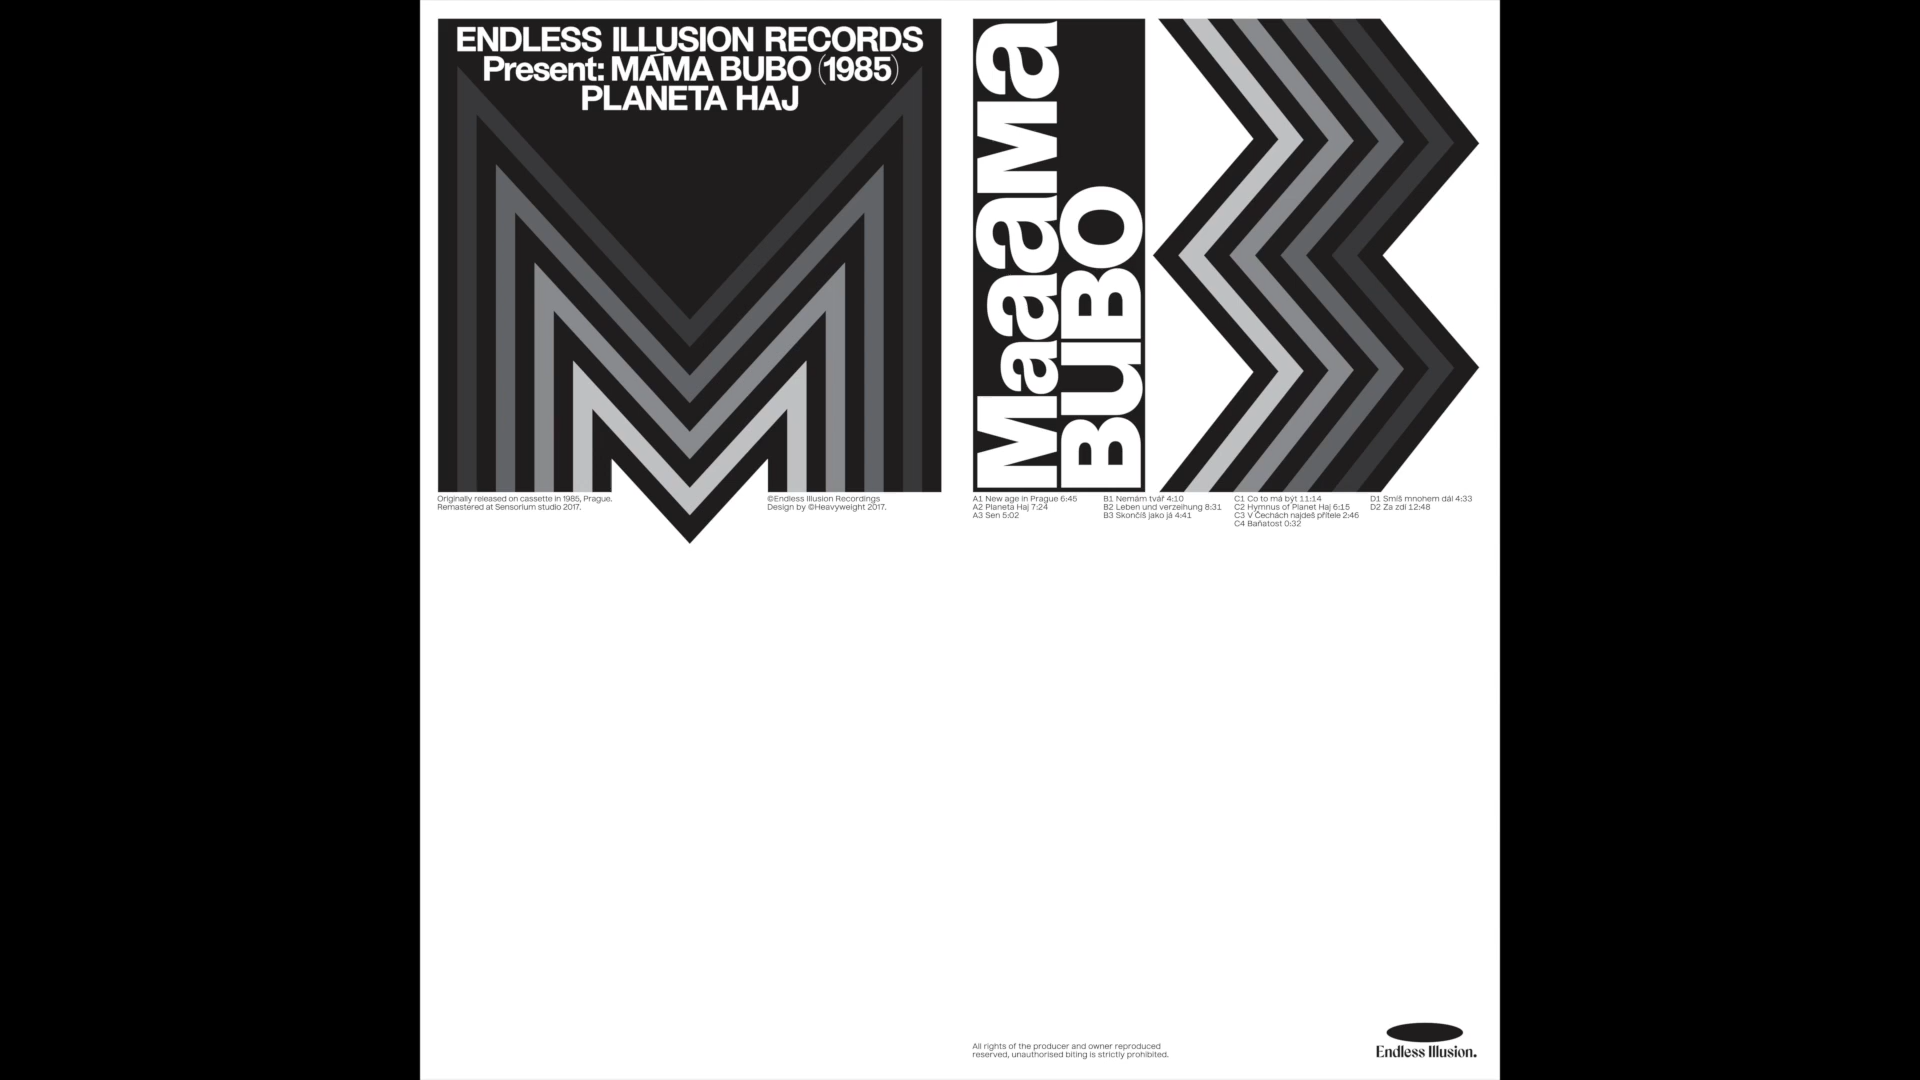 ENDLESS ILLUSION RECORDS
Present: MÁMA BUBO (1985)
PLANETA HAJ
MaaaMa
BUBO
Originally released on cassette in 1985, Prague.
Remastered at Sensorium studio 2017.
©Endless Illusion Recordings
Design by ©Heavyweight 2017.
A1 New age in Prague 6:45
A2 Planeta Haj 7:24
A3 Sen 5:02
B1 Nemám tvář 4:10
B2 Leben und verzeihung 8:31
B3 Skončíš jako já 4:41
C1 Co to má být 11:14
C2 Hymnus of Planet Haj 6:15
C3 V Čechách najdeš přítele 2:46
C4 Baňatost 0:32
D1 Smíš mnohem dál 4:33
D2 Za zdí 12:48
All rights of the producer and owner reproduced
reserved, unauthorised biting is strictly prohibited.
Endless Illusion.